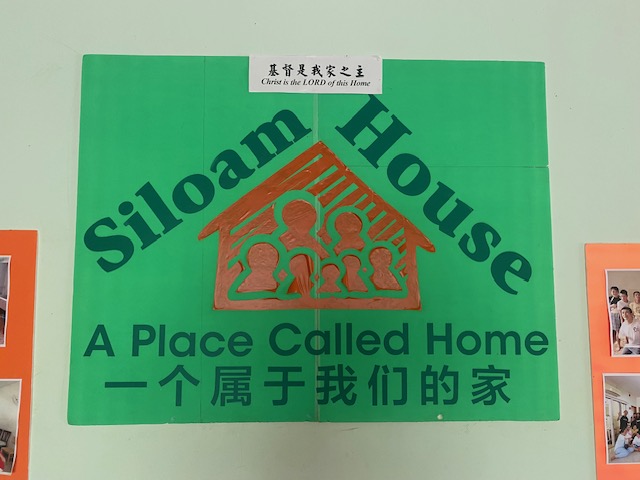 基督是我家之主
Christ is the LORD of this Home
Siloam House
A Place Called Home
一个属于我们的家